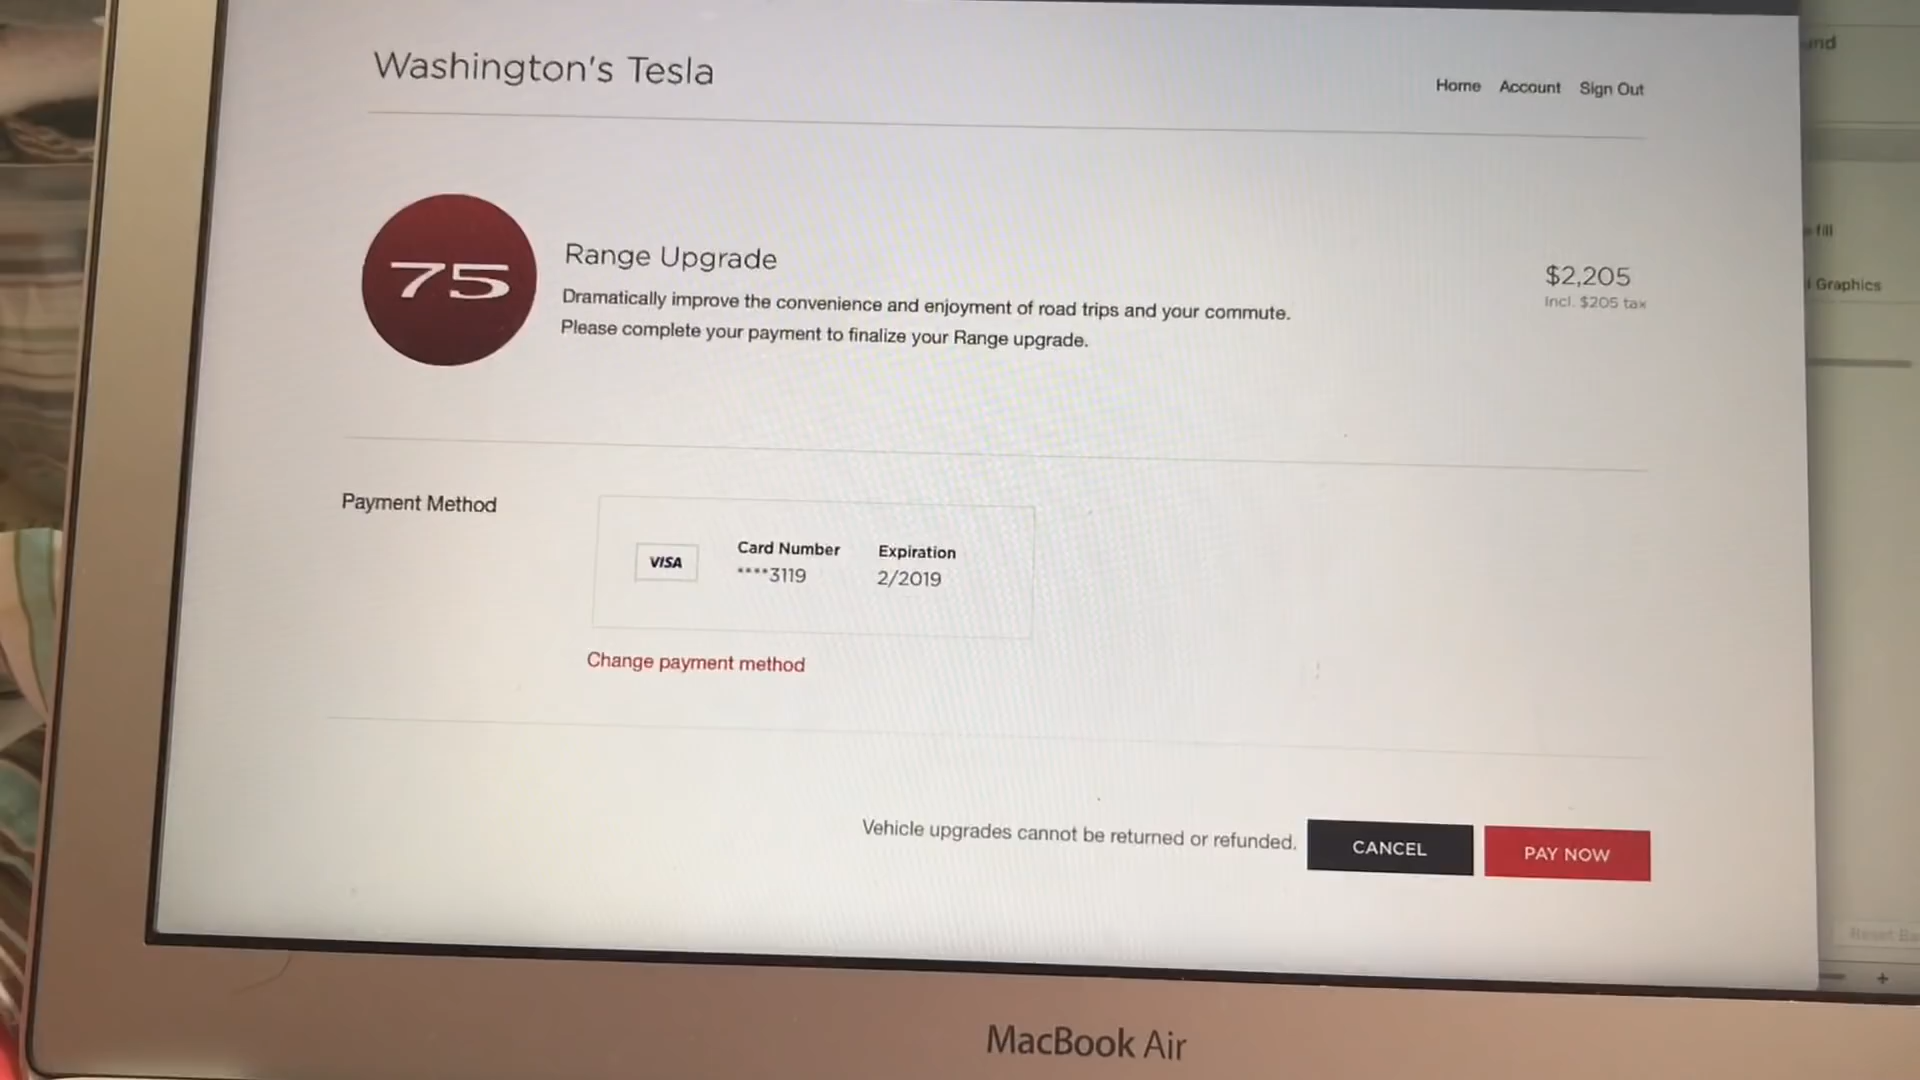 Washington's Tesla
Home Account Sign Out
75
Range Upgrade
Dramatically improve the convenience and enjoyment of road trips and your commute.
Please complete your payment to finalize your Range upgrade.
$2,205
Incl. $205 tax
Payment Method
VISA
Card Number
****3119
Expiration
2/2019
Change payment method
Vehicle upgrades cannot be returned or refunded.
CANCEL
PAY NOW
MacBook Air
fill
Graphics
Reset
+